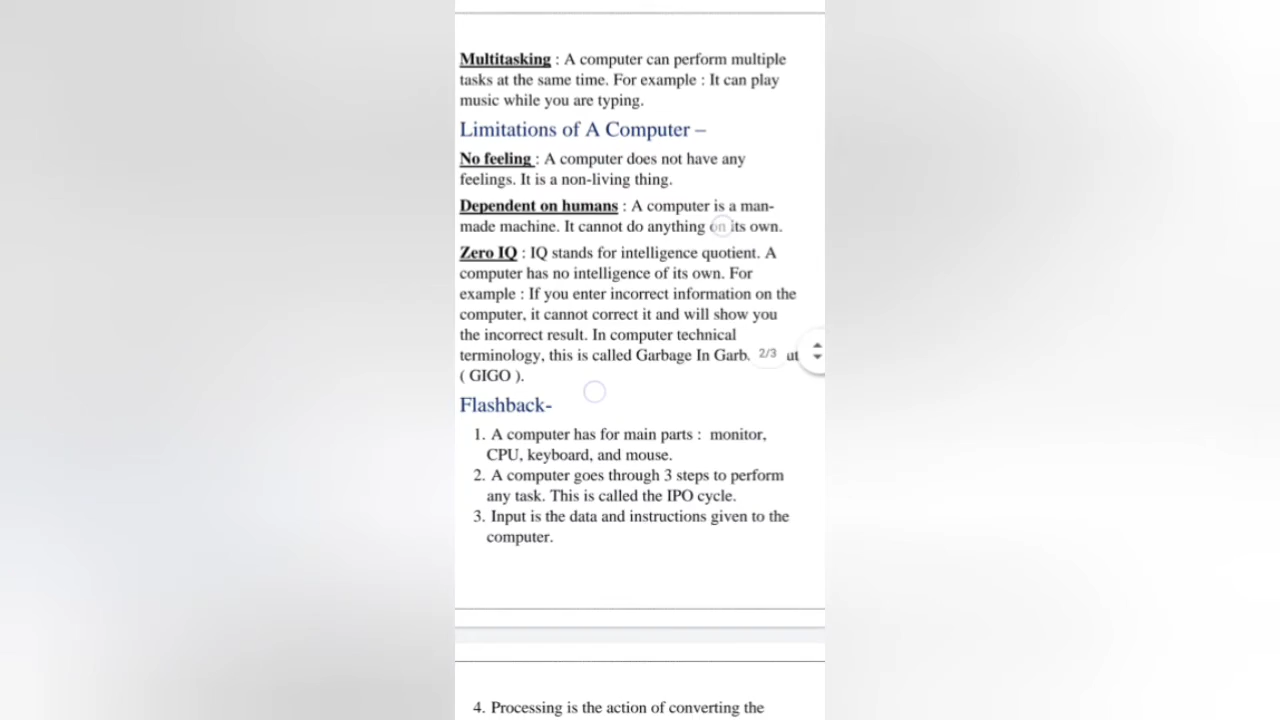 Multitasking : A computer can perform multiple
tasks at the same time. For example : It can play
music while you are typing.
Limitations of A Computer –
No feeling : A computer does not have any
feelings. It is a non-living thing.
Dependent on humans : A computer is a man-
made machine. It cannot do anything on its own.
Zero IQ : IQ stands for intelligence quotient. A
computer has no intelligence of its own. For
example : If you enter incorrect information on the
computer, it cannot correct it and will show you
the incorrect result. In computer technical
terminology, this is called Garbage In Garb. 2/3 ut
( GIGO ).
Flashback-
1. A computer has for main parts : monitor,
CPU, keyboard, and mouse.
2. A computer goes through 3 steps to perform
any task. This is called the IPO cycle.
3. Input is the data and instructions given to the
computer.
4. Processing is the action of converting the